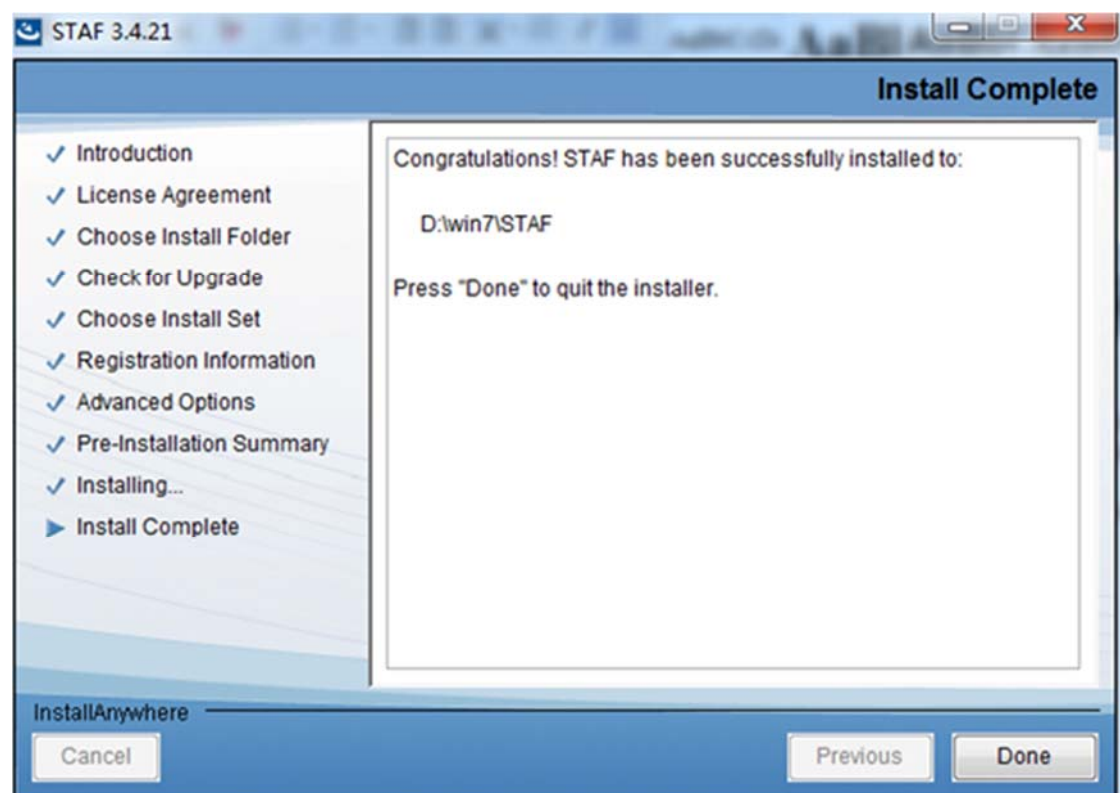 STAF 3.4.21
Install Complete
Introduction
License Agreement
Choose Install Folder
Check for Upgrade
Choose Install Set
Registration Information
Advanced Options
Pre-Installation Summary
Installing...
Install Complete
Congratulations! STAF has been successfully installed to:
D:\win7\STAF
Press "Done" to quit the installer.
InstallAnywhere
Cancel
Previous
Done